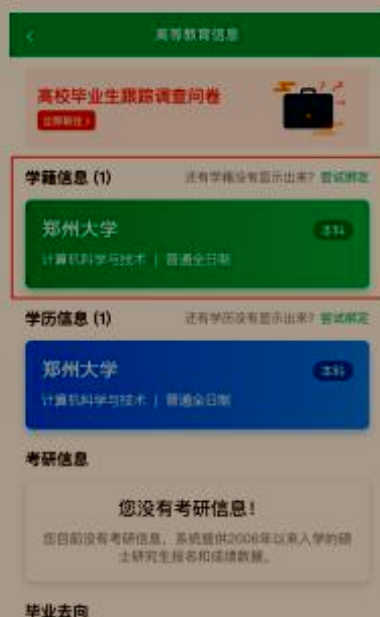 高等教育信息
高校毕业生跟踪调查问卷
立即前往 >
学籍信息 (1) 还有学籍没有显示出来? 尝试绑定
郑州大学 本科
计算机科学与技术 | 普通全日制
学历信息 (1) 还有学历没有显示出来? 尝试绑定
郑州大学 本科
计算机科学与技术 | 普通全日制
考研信息
您没有考研信息!
您目前没有考研信息,系统提供2006年以来入学的硕
士研究生报名和成绩数据。
毕业去向